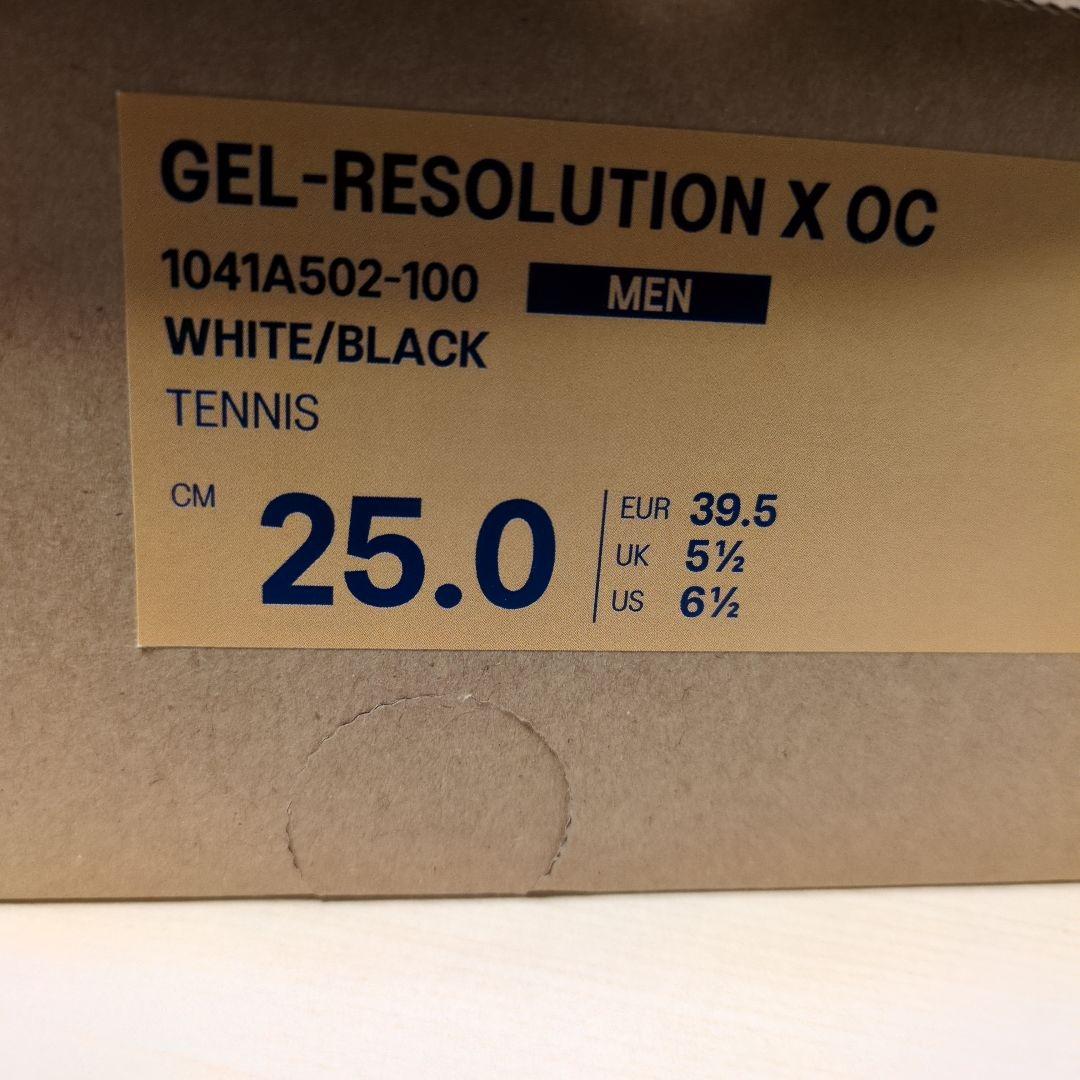 GEL-RESOLUTION X OC
1041A502-100 MEN
WHITE/BLACK
TENNIS
CM 25.0
EUR 39.5
UK 5½
US 6½